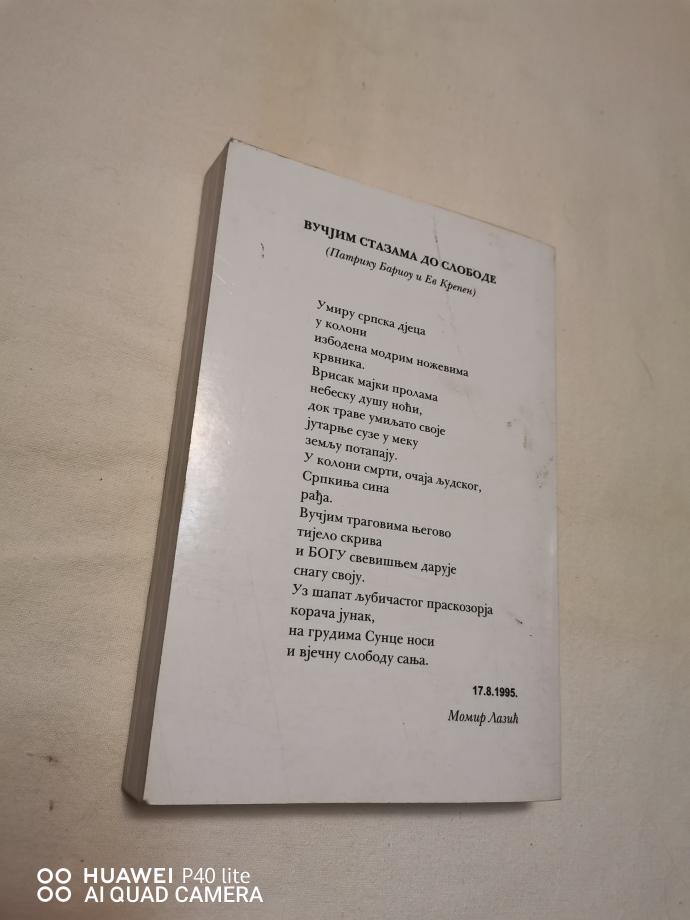 ВУЧЈИМ СТАЗАМА ДО СЛОБОДЕ
(Патрику Бариоу и Ев Крепен)
Умиру српска дјеца
у колони
избодена модрим ножевима
крвника.
Врисак мајки пролама
небеску душу ноћи,
док траве умиљато своје
јутарње сузе у меку
земљу потапају.
У колони смрти, очаја људског,
Српкиња сина
рађа.
Вучјим траговима његово
тијело скрива
и БОГУ свевишњем дарује
снагу своју.
Уз шапат љубичастог праскозорја
корача јунак,
на грудима Сунце носи
и вјечну слободу сања.
17.8.1995.
Момир Лазић
HUAWEI P40 lite
AI QUAD CAMERA